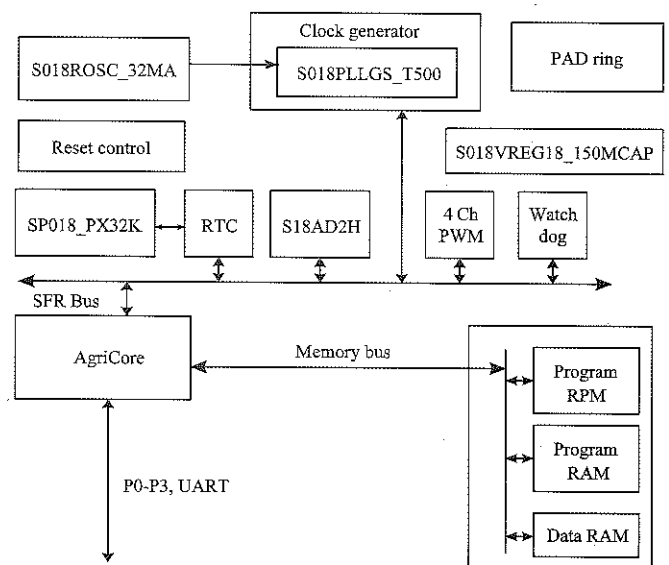 Clock generator
S018ROSC_32MA
S018PLLGS_T500
PAD ring
Reset control
S018VREG18_150MCAP
SP018_PX32K
RTC
S18AD2H
4 Ch
PWM
Watch
dog
SFR Bus
AgriCore
Memory bus
Program
RPM
Program
RAM
P0-P3, UART
Data RAM